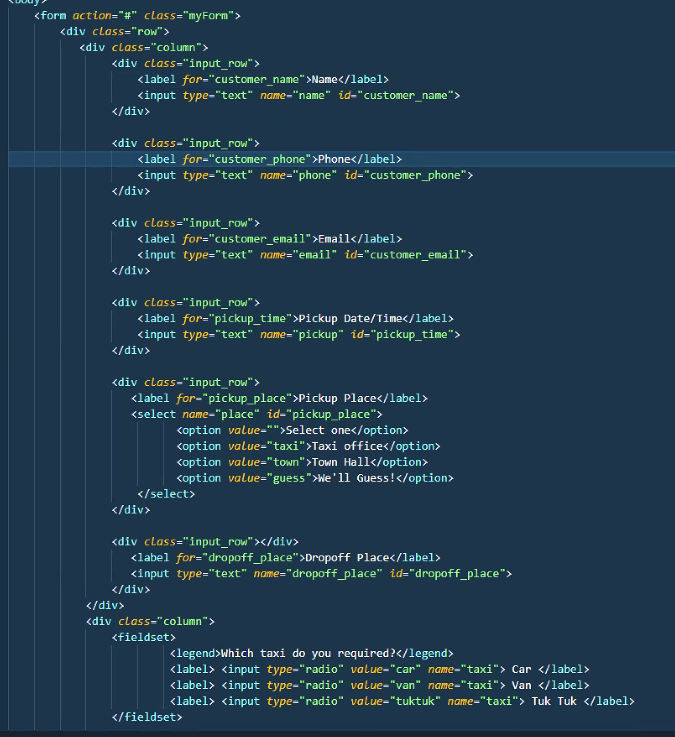 <body>
<form action="#" class="myForm">
<div class="row">
<div class="column">
<div class="input_row">
<label for="customer_name">Name</label>
<input type="text" name="name" id="customer_name">
</div>
<div class="input_row">
<label for="customer_phone">Phone</label>
<input type="text" name="phone" id="customer_phone">
</div>
<div class="input_row">
<label for="customer_email">Email</label>
<input type="text" name="email" id="customer_email">
</div>
<div class="input_row">
<label for="pickup_time">Pickup Date/Time</label>
<input type="text" name="pickup" id="pickup_time">
</div>
<div class="input_row">
<label for="pickup_place">Pickup Place</label>
<select name="place" id="pickup_place">
<option value="">Select one</option>
<option value="taxi">Taxi office</option>
<option value="town">Town Hall</option>
<option value="guess">We'll Guess!</option>
</select>
</div>
<div class="input_row"></div>
<label for="dropoff_place">Dropoff Place</label>
<input type="text" name="dropoff_place" id="dropoff_place">
</div>
</div>
<div class="column">
<fieldset>
<legend>Which taxi do you required?</legend>
<label> <input type="radio" value="car" name="taxi"> Car </label>
<label> <input type="radio" value="van" name="taxi"> Van </label>
<label> <input type="radio" value="tuktuk" name="taxi"> Tuk Tuk </label>
</fieldset>